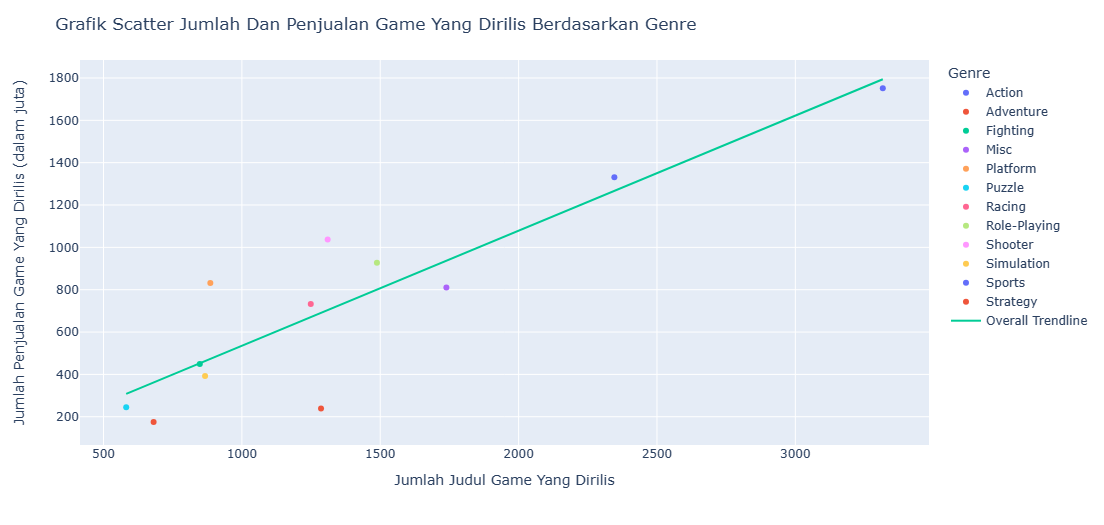 Grafik Scatter Jumlah Dan Penjualan Game Yang Dirilis Berdasarkan Genre
Jumlah Penjualan Game Yang Dirilis (dalam juta)
1800
1600
1400
1200
1000
800
600
400
200
500
1000
1500
2000
2500
3000
Jumlah Judul Game Yang Dirilis
Genre
Action
Adventure
Fighting
Misc
Platform
Puzzle
Racing
Role-Playing
Shooter
Simulation
Sports
Strategy
Overall Trendline